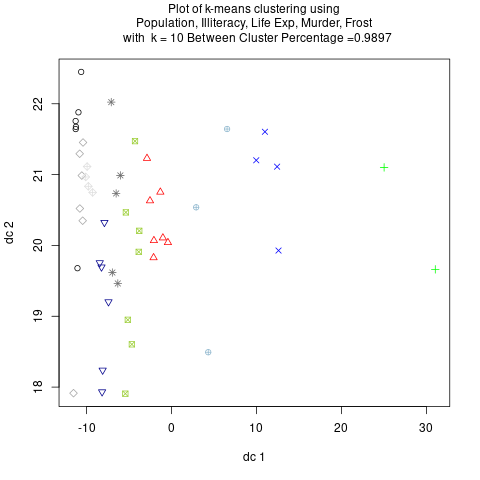 Plot of k-means clustering using
Population, Illiteracy, Life Exp, Murder, Frost
with k = 10 Between Cluster Percentage =0.9897
22
21
20
19
18
dc 2
-10 0 10 20 30
dc 1